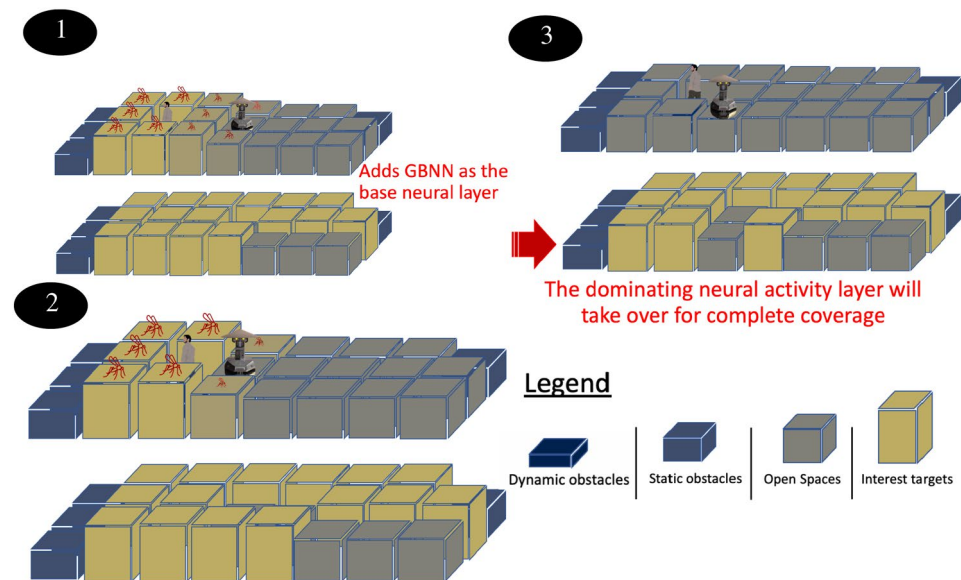 1
3
Adds GBNN as the
base neural layer
2
The dominating neural activity layer will
take over for complete coverage
Legend
Dynamic obstacles
Static obstacles
Open Spaces
Interest targets